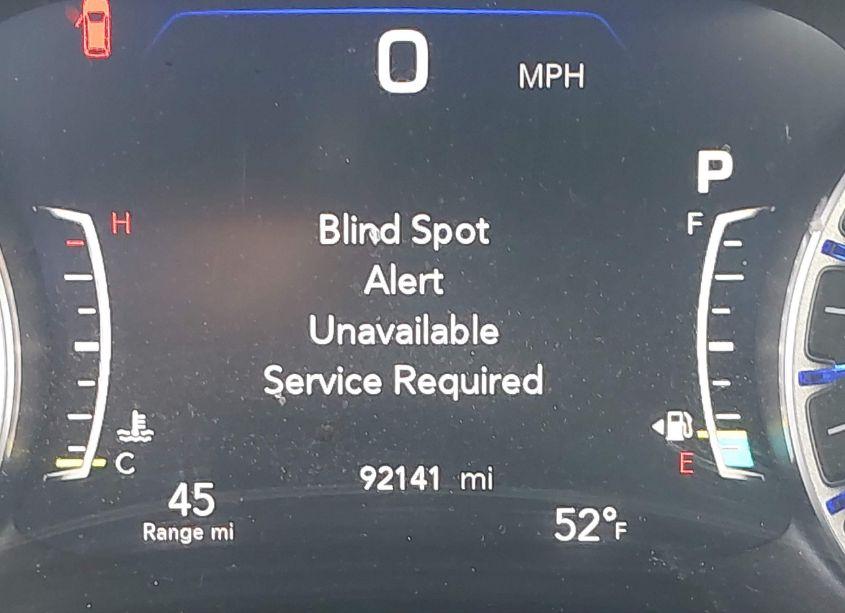 0 MPH
P
H
F
Blind Spot
Alert
Unavailable
Service Required
C
E
92141 mi
45
Range mi
52°F